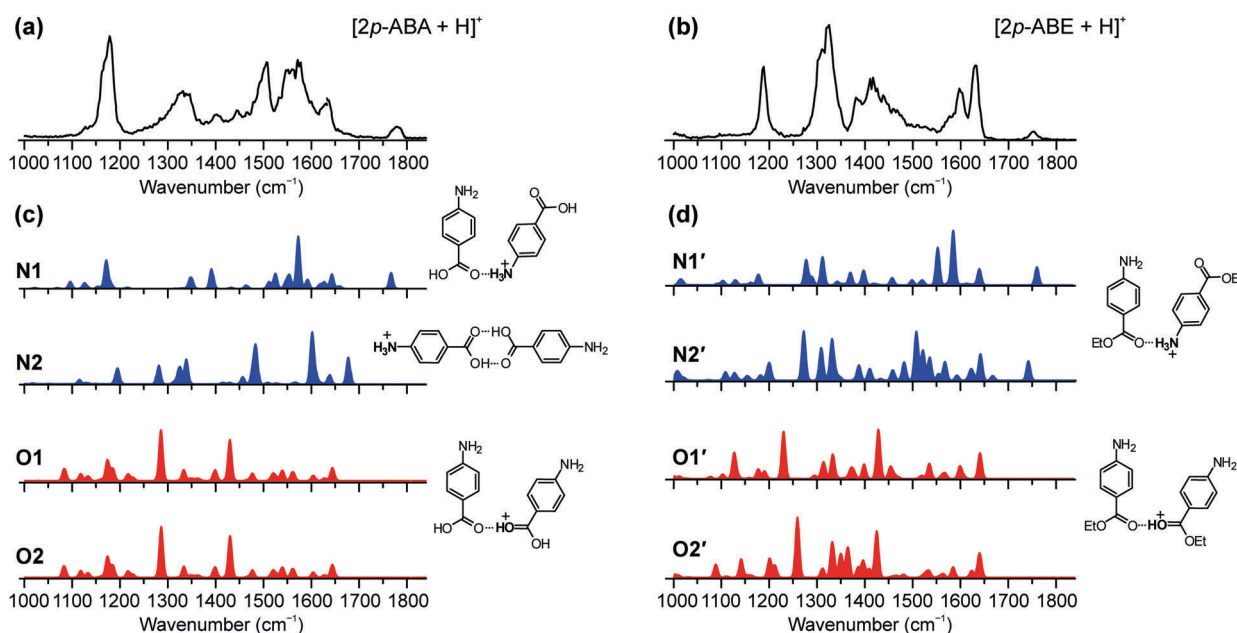 (a)
[2p-ABA + H]⁺
1000 1100 1200 1300 1400 1500 1600 1700 1800
Wavenumber (cm⁻¹)
(b)
[2p-ABE + H]⁺
1000 1100 1200 1300 1400 1500 1600 1700 1800
Wavenumber (cm⁻¹)
(c)
N1
NH₂
O
OH
HO
O
H₃N
+
N2
+
H₃N
O
HO
OH
O
NH₂
O1
NH₂
NH₂
HO
O
HO
+
OH
O2
1000 1100 1200 1300 1400 1500 1600 1700 1800
Wavenumber (cm⁻¹)
(d)
N1′
NH₂
O
OE
EtO
O
H₃N
+
N2′
O1′
NH₂
NH₂
EtO
O
HO
+
OEt
O2′
1000 1100 1200 1300 1400 1500 1600 1700 1800
Wavenumber (cm⁻¹)